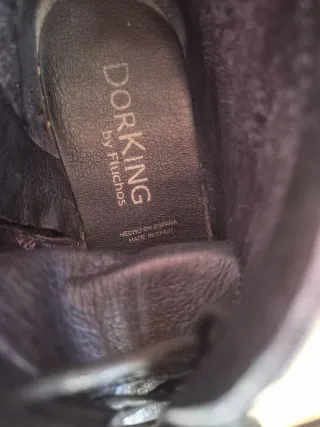 DORKING
by Fluchos
HECHO EN ESPAÑA
MADE IN SPAIN